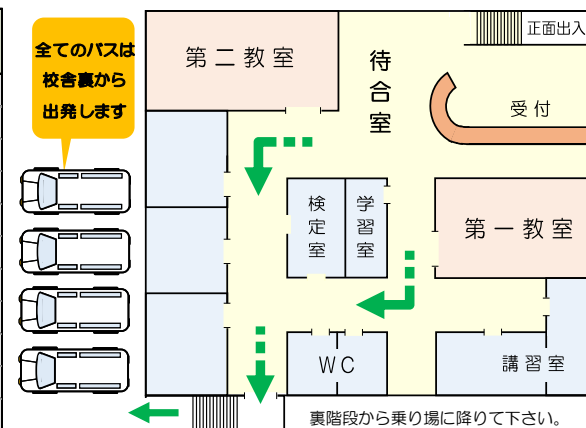 全てのバスは
校舎裏から
出発します
第二教室
待合室
正面出入
受付
検定室
学習室
第一教室
WC
講習室
裏階段から乗り場に降りて下さい。